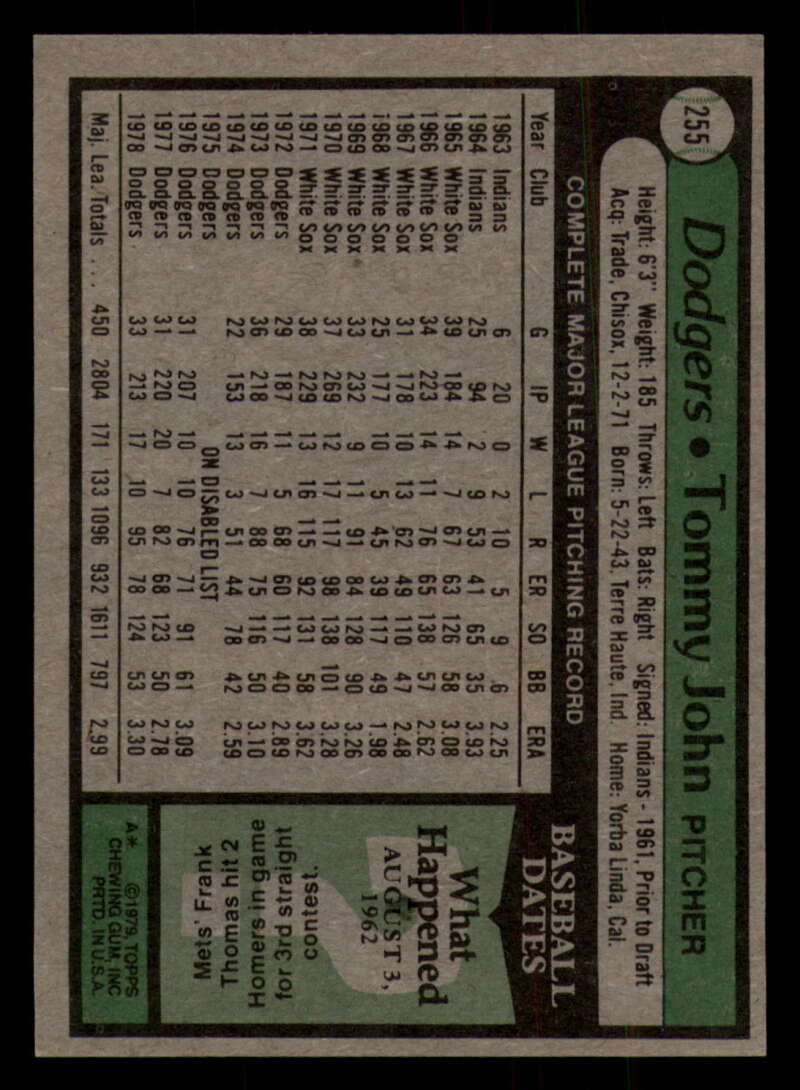 255
Dodgers • Tommy John PITCHER
Height: 6'3" Weight: 185 Throws: Left Bats: Right Signed: Indians - 1961, Prior to Draft
Acq: Trade, Chisox, 12-2-71 Born: 5-22-43, Terre Haute, Ind. Home: Yorba Linda, Cal.
COMPLETE MAJOR LEAGUE PITCHING RECORD
Year Club G IP W L R ER SO BB ERA
1963 Indians 6 20 0 2 10 5 9 6 2.25
1964 Indians 25 94 2 9 53 41 65 35 3.93
1965 White Sox 39 184 14 7 67 63 126 58 3.08
1966 White Sox 34 223 14 11 76 65 138 57 2.62
1967 White Sox 31 178 10 13 62 49 110 47 2.48
1968 White Sox 25 177 10 5 45 39 117 49 1.98
1969 White Sox 33 232 9 11 91 84 128 90 3.26
1970 White Sox 37 269 12 17 117 98 138 101 3.28
1971 White Sox 38 229 13 16 115 92 131 58 3.62
1972 Dodgers 29 187 11 5 68 60 117 40 2.89
1973 Dodgers 36 218 16 7 88 75 116 50 3.10
1974 Dodgers 22 153 13 3 51 44 78 42 2.59
1975 Dodgers ON DISABLED LIST
1976 Dodgers 31 207 10 10 76 71 91 61 3.09
1977 Dodgers 31 220 20 7 82 68 123 50 2.78
1978 Dodgers 33 213 17 10 95 78 124 53 3.30
Maj. Lea. Totals . . . 450 2804 171 133 1096 932 1611 797 2.99
BASEBALL
DATES
What
Happened
AUGUST 3,
1962
Mets' Frank
Thomas hit 2
Homers in game
for 3rd straight
contest.
A* ©1979, TOPPS
CHEWING GUM, INC
PRTD. IN U.S.A.